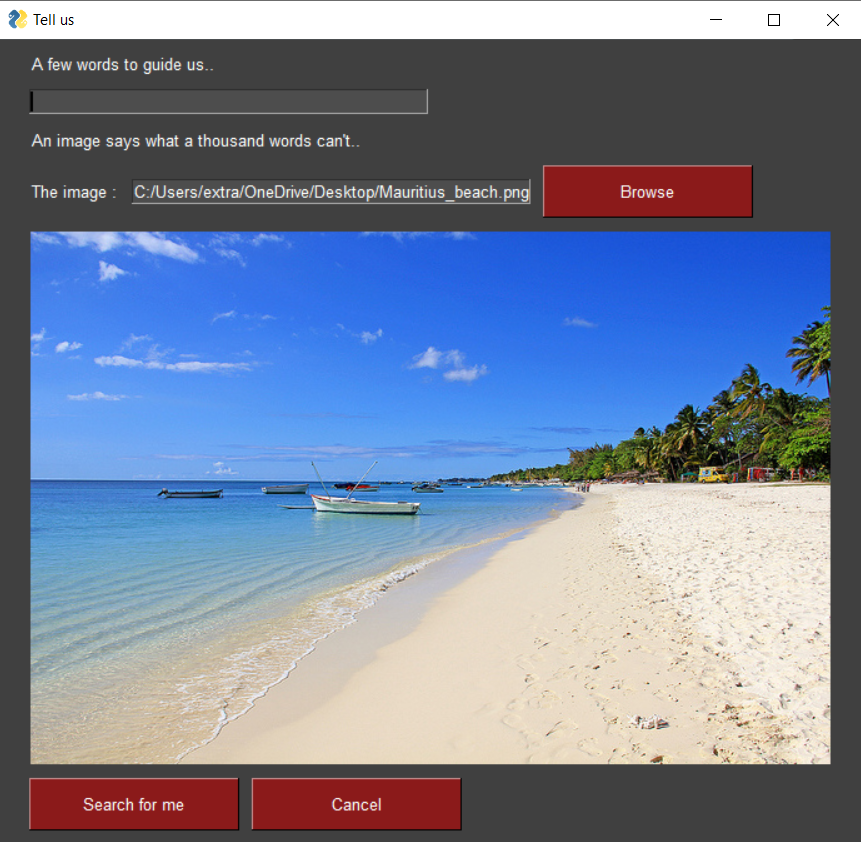 Tell us
A few words to guide us..
An image says what a thousand words can't..
The image : C:/Users/extra/OneDrive/Desktop/Mauritius_beach.png Browse
Search for me Cancel